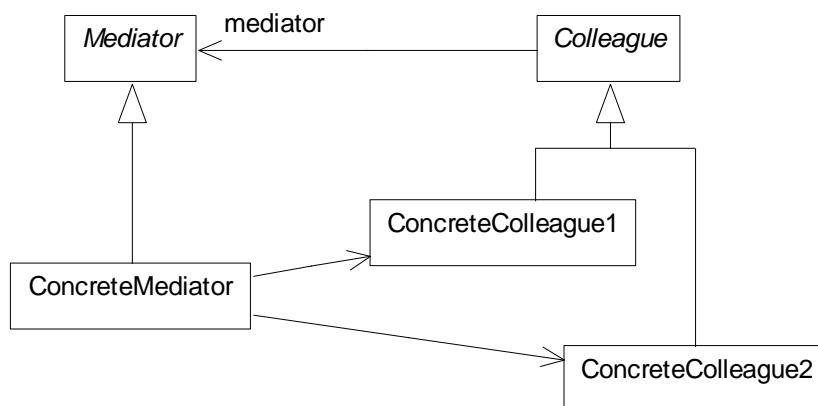 Mediator
mediator
Colleague
ConcreteColleague1
ConcreteMediator
ConcreteColleague2